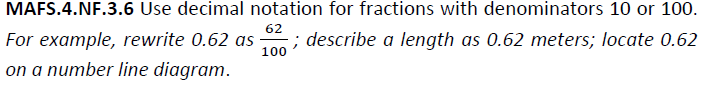 MAFS.4.NF.3.6 Use decimal notation for fractions with denominators 10 or 100.
For example, rewrite 0.62 as 62/100 ; describe a length as 0.62 meters; locate 0.62
on a number line diagram.